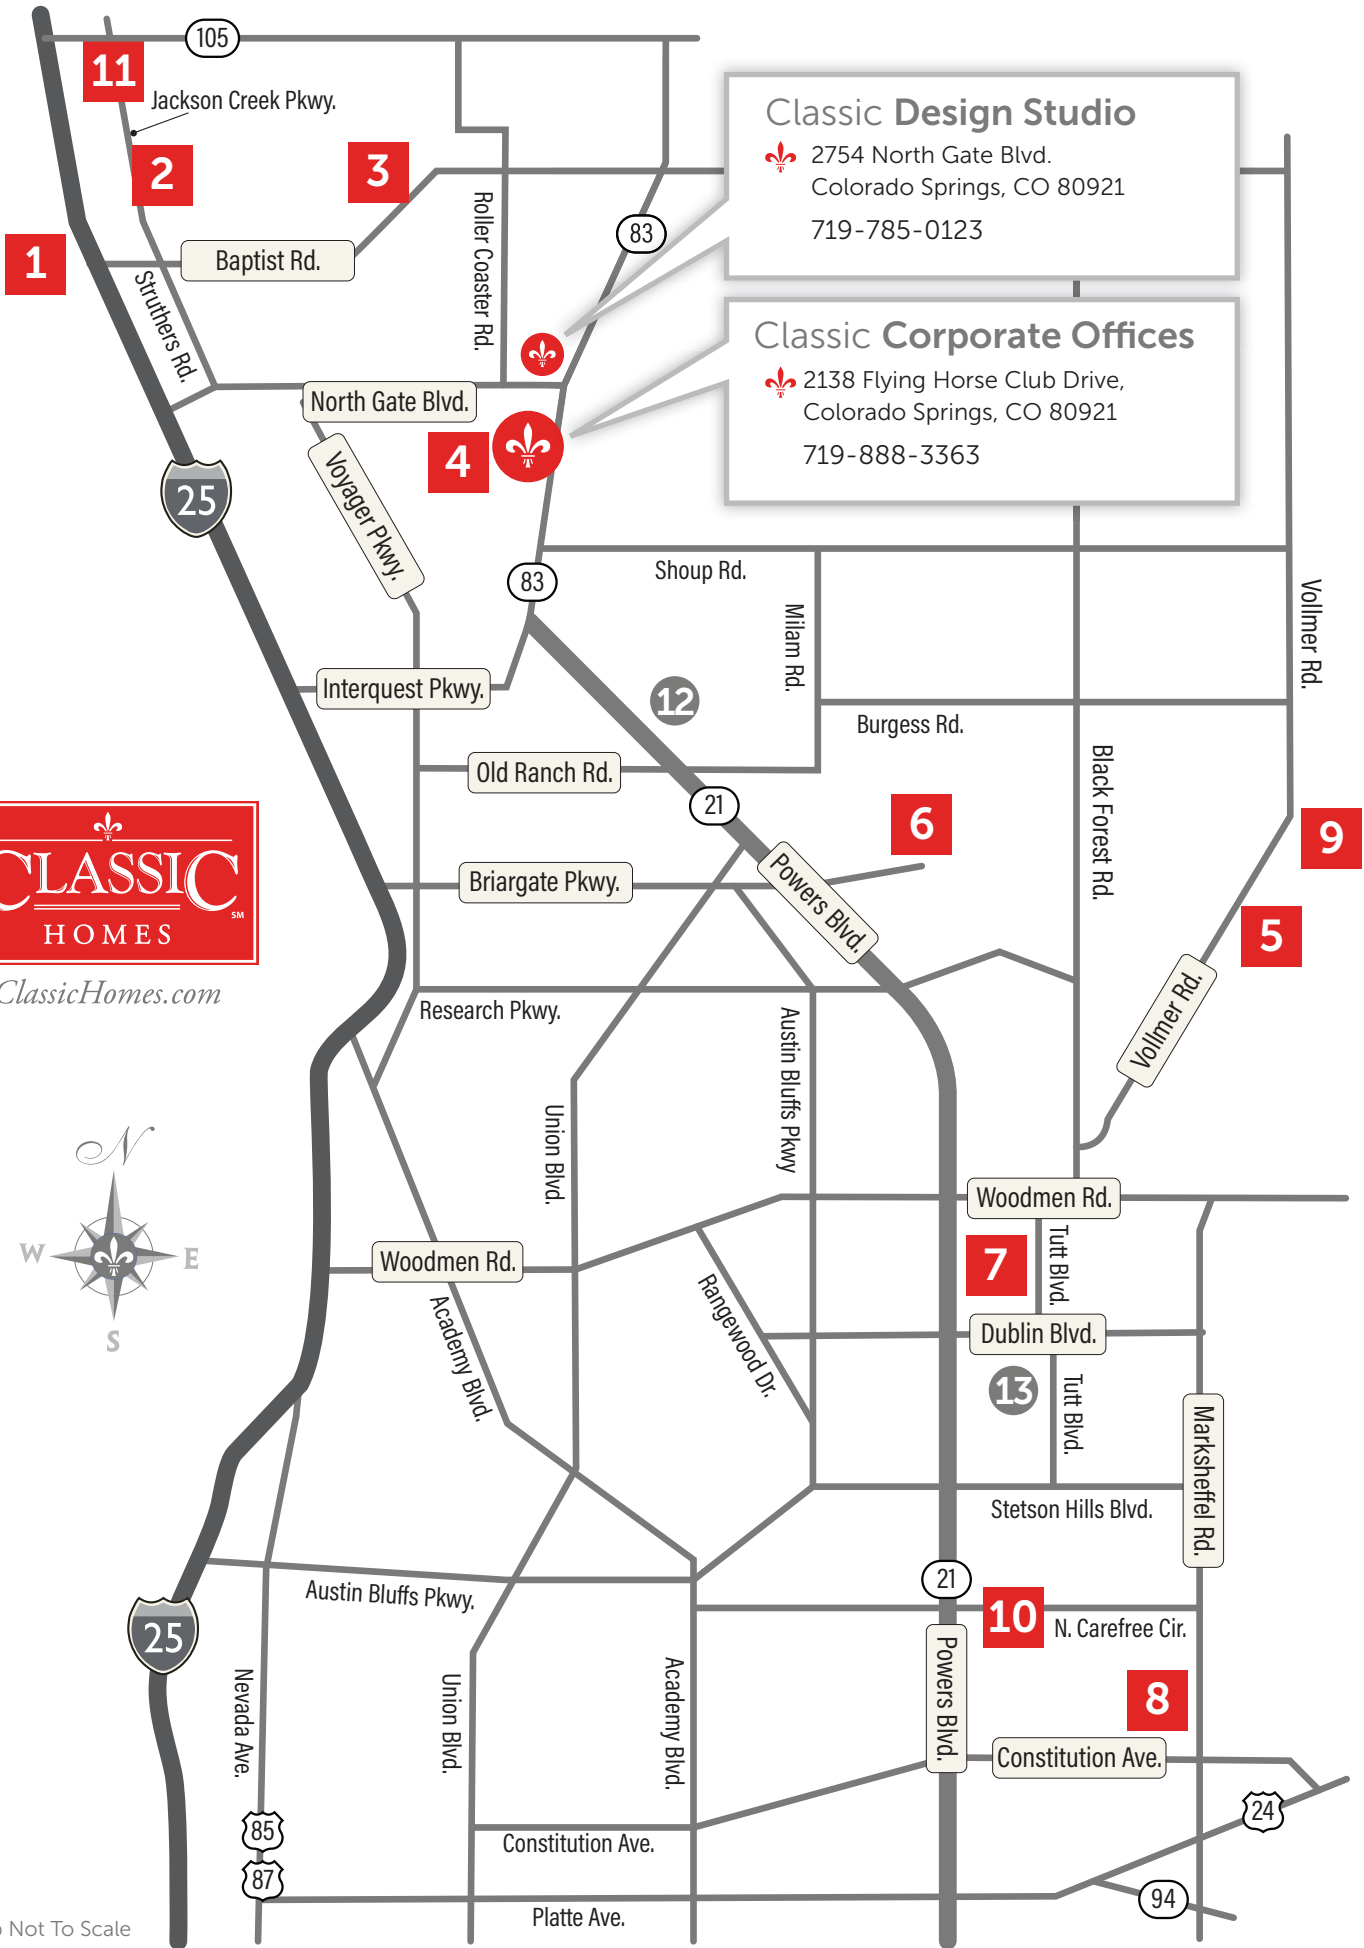 105
11
Jackson Creek Pkwy.
Classic Design Studio
2754 North Gate Blvd.
Colorado Springs, CO 80921
719-785-0123
2
3
Roller Coaster Rd.
83
1
Baptist Rd.
Struthers Rd.
Classic Corporate Offices
2138 Flying Horse Club Drive,
Colorado Springs, CO 80921
719-888-3363
North Gate Blvd.
4
Voyager Pkwy.
25
83
Shoup Rd.
Milam Rd.
Vollmer Rd.
Interquest Pkwy.
12
Burgess Rd.
Old Ranch Rd.
Black Forest Rd.
21
6
9
CLASSIC
SM
HOMES
ClassicHomes.com
Briargate Pkwy.
Powers Blvd.
5
Vollmer Rd.
Research Pkwy.
Austin Bluffs Pkwy
Union Blvd.
N
W
E
S
Woodmen Rd.
Woodmen Rd.
7
Tutt Blvd.
Rangewood Dr.
Academy Blvd.
Dublin Blvd.
13
Tutt Blvd.
Marksheffel Rd.
Stetson Hills Blvd.
21
Austin Bluffs Pkwy.
10
N. Carefree Cir.
25
Nevada Ave.
Union Blvd.
Academy Blvd.
Powers Blvd.
8
Constitution Ave.
24
85
Constitution Ave.
87
94
Platte Ave.
Not To Scale